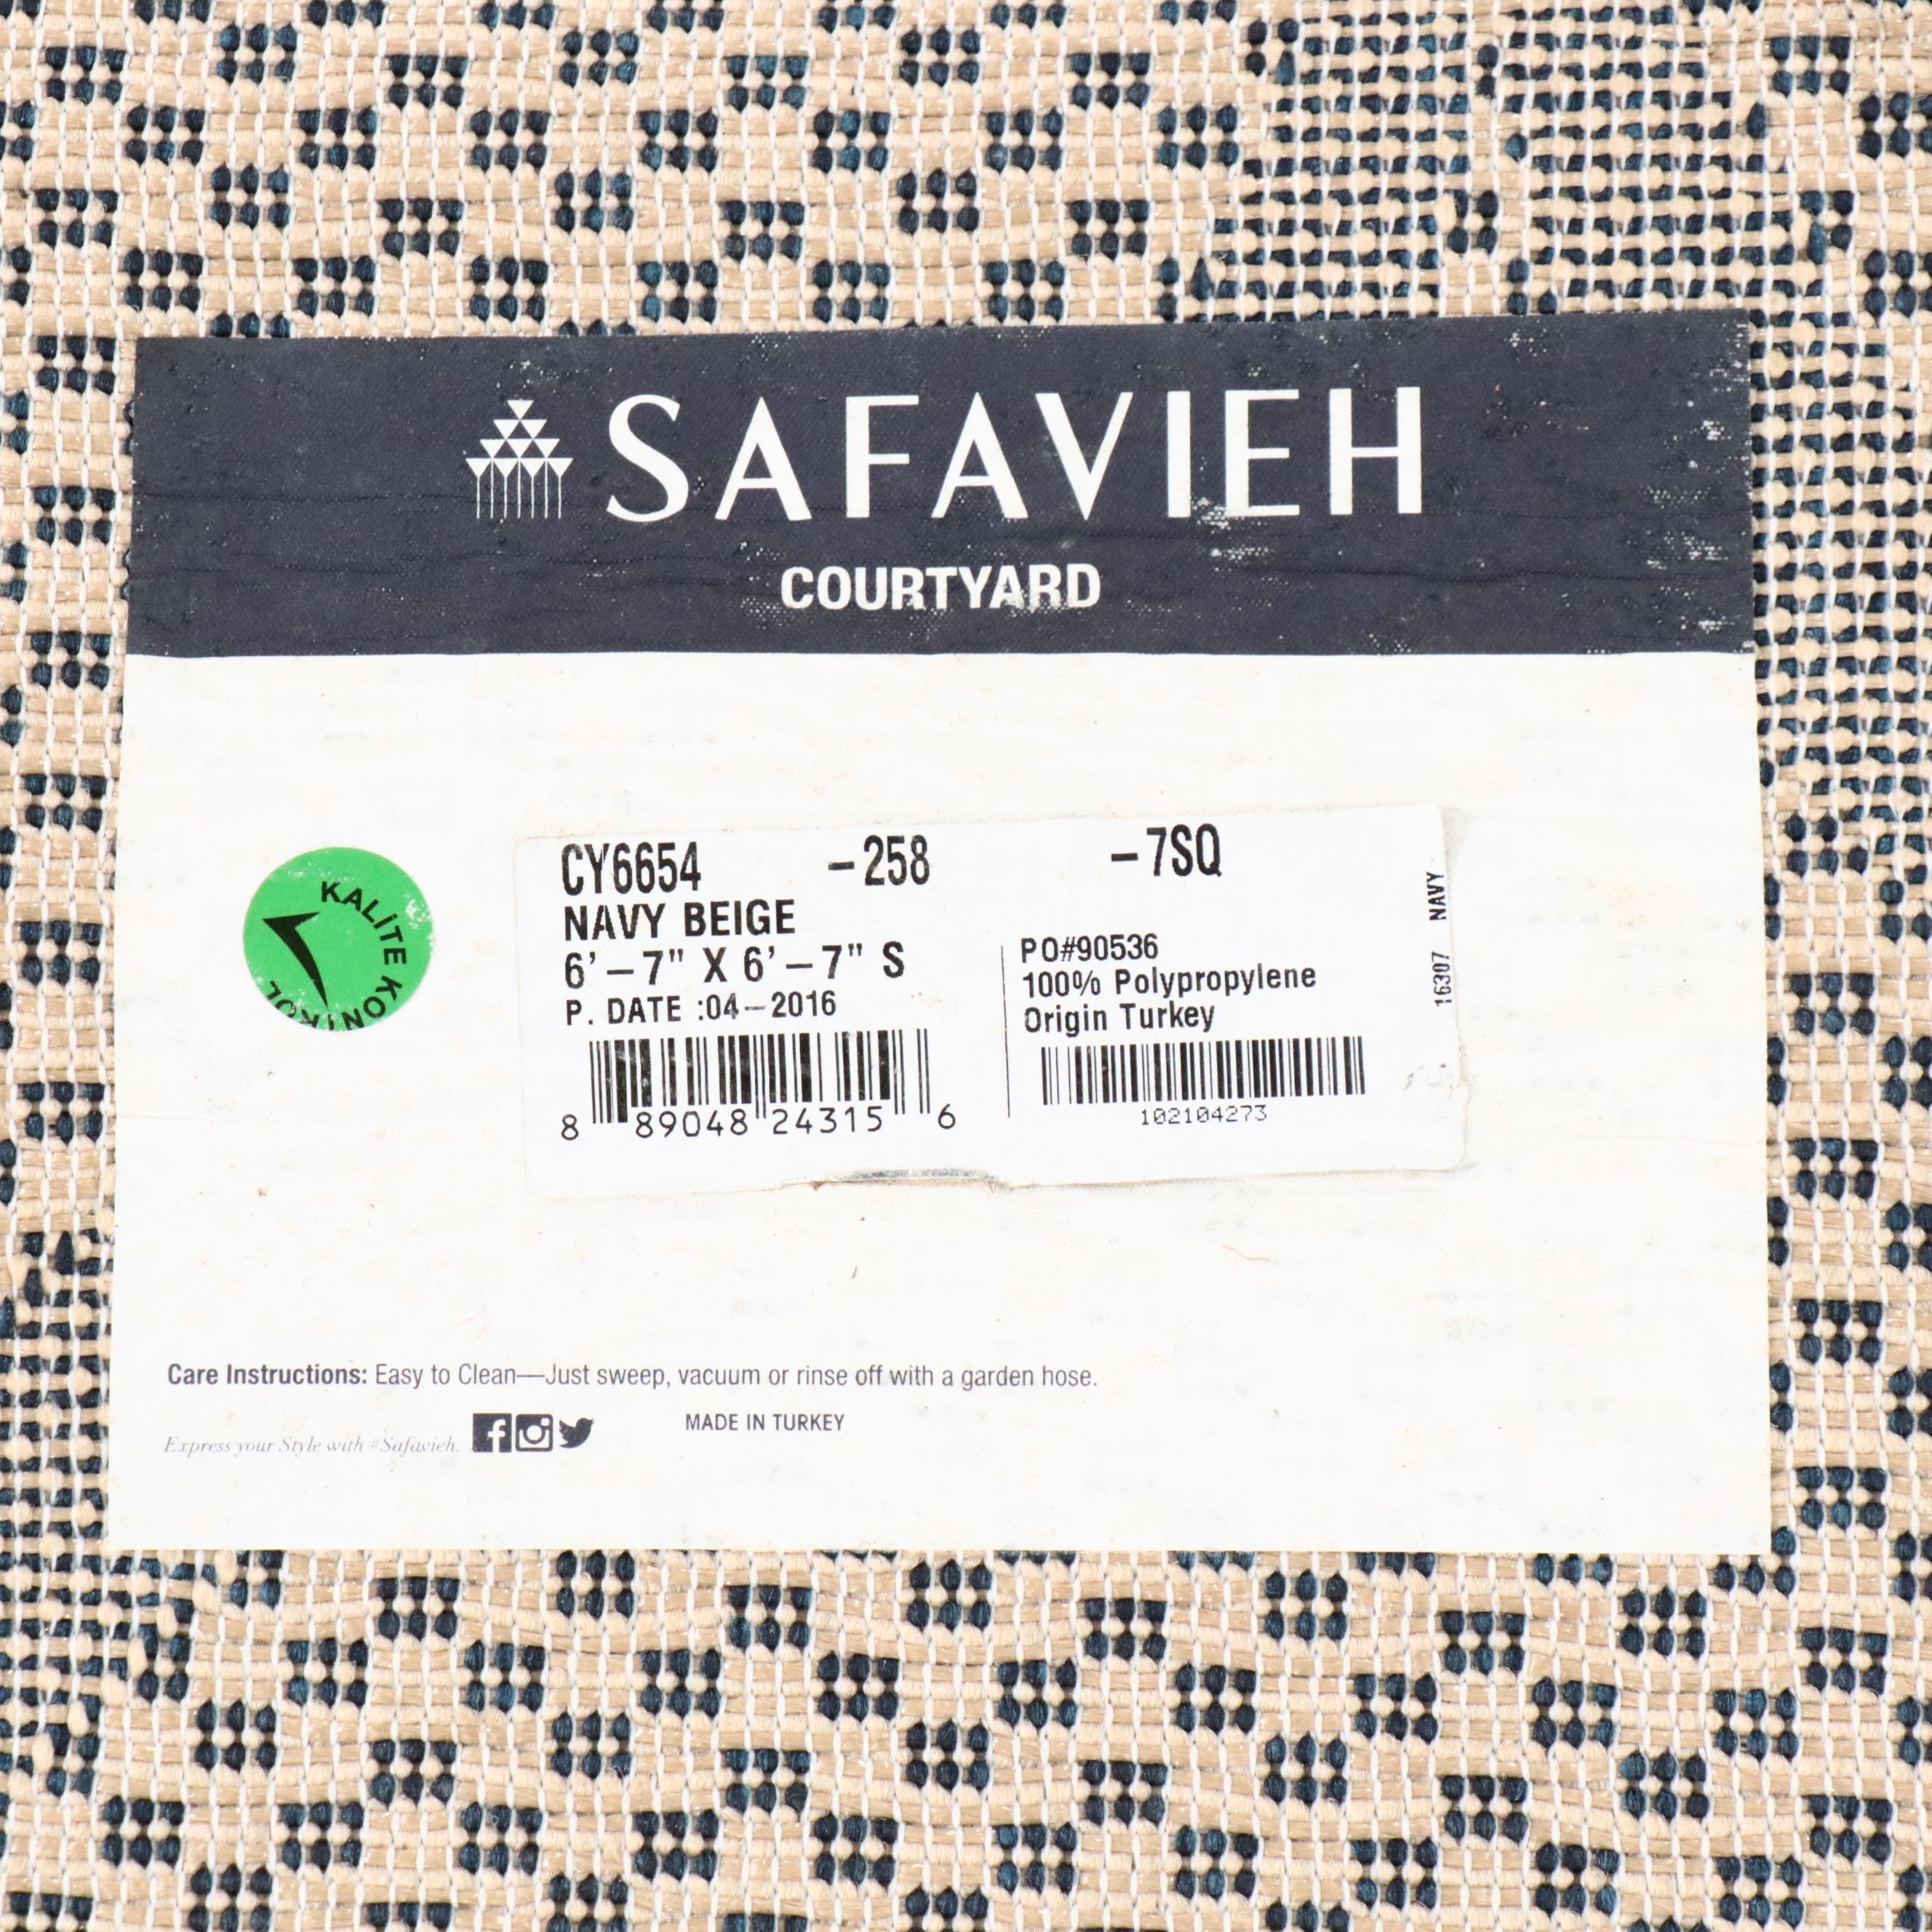 SAFAVIEH
COURTYARD
KALİTE KONTROL
CY6654 -258 -7SQ
NAVY BEIGE
6'-7" X 6'-7" S
P. DATE :04-2016
8 89048 24315 6
PO#90536
100% Polypropylene
Origin Turkey
102104273
16307 NAVY
Care Instructions: Easy to Clean—Just sweep, vacuum or rinse off with a garden hose.
Express your Style with #Safavieh.
MADE IN TURKEY